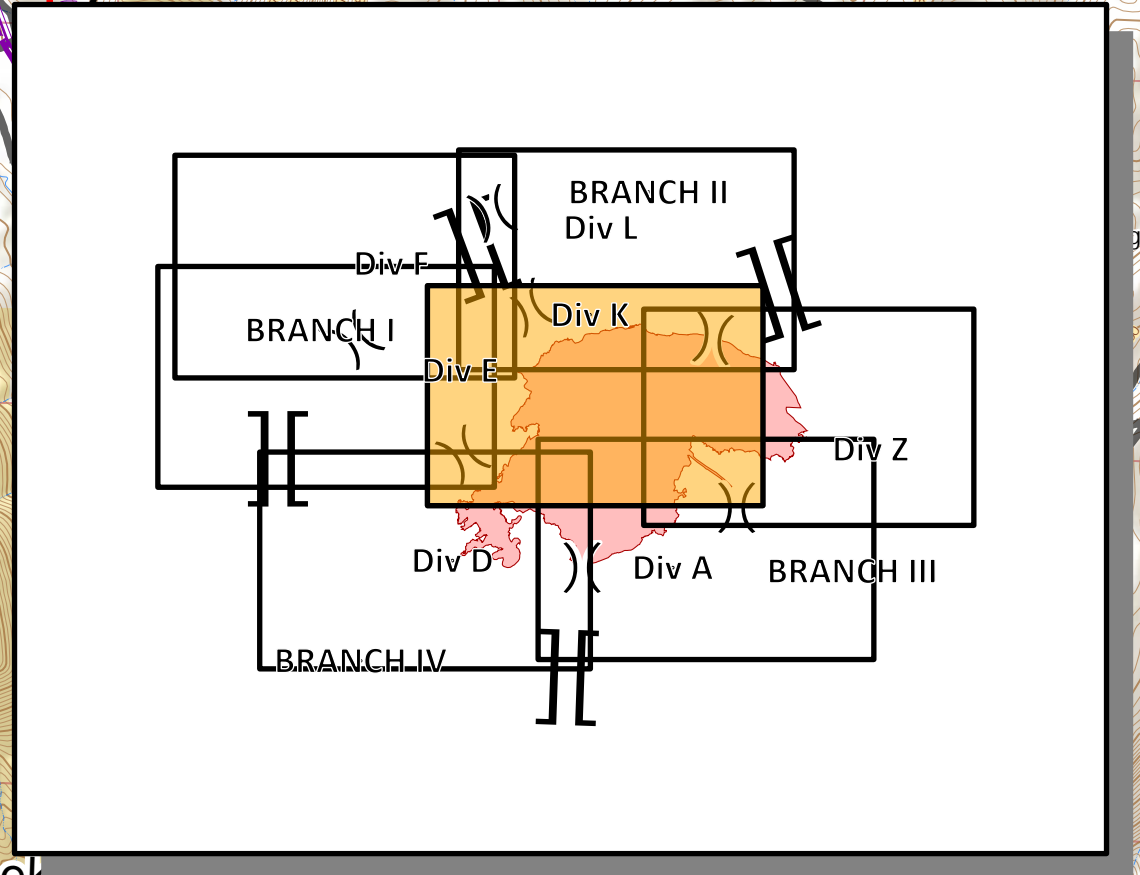 BRANCH II
Div L
Div F
Div K
BRANCH I
Div E
Div Z
Div D
Div A
BRANCH III
BRANCH IV